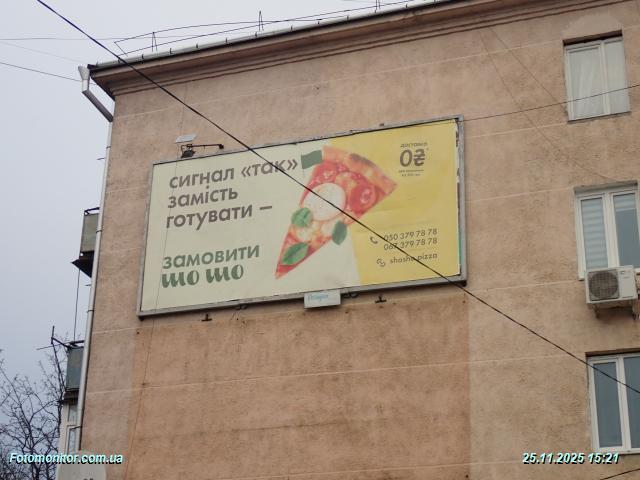 сигнал «так»
замість
готувати –
замовити
шо шо
доставка
0₴
050 379 78 78
067 379 78 78
shosho.pizza
Fotomonitor.com.ua
25.11.2025 15:21